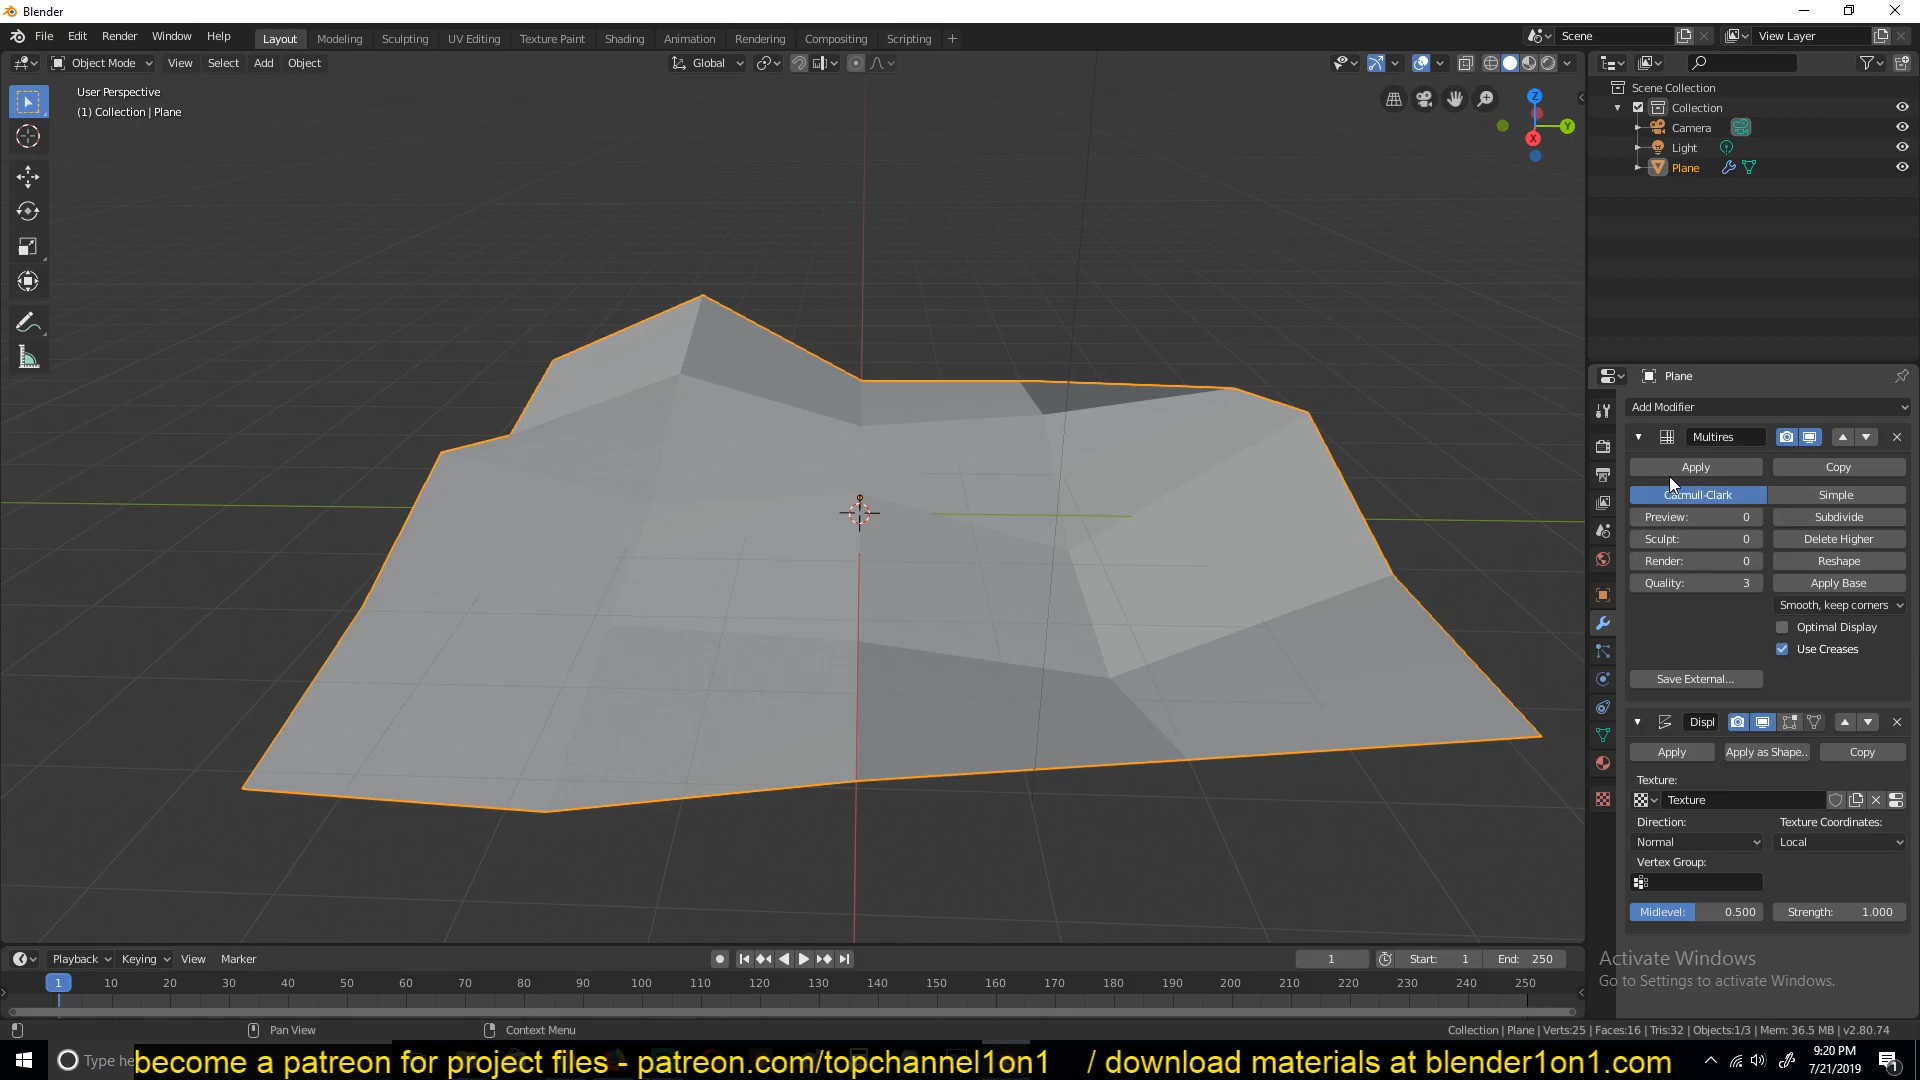 Blender
File Edit Render Window Help
Layout Modeling Sculpting UV Editing Texture Paint Shading Animation Rendering Compositing Scripting +
Scene View Layer
Object Mode View Select Add Object Global
User Perspective
(1) Collection | Plane
Z
Y
X
Scene Collection
Collection
Camera
Light
Plane
Plane
Add Modifier
Multires
Apply Copy
Catmull-Clark Simple
Preview: 0 Subdivide
Sculpt: 0 Delete Higher
Render: 0 Reshape
Quality: 3 Apply Base
Smooth, keep corners
Optimal Display
Use Creases
Save External...
Displ
Apply Apply as Shape.. Copy
Texture:
Texture
Direction: Texture Coordinates:
Normal Local
Vertex Group:
Midlevel: 0.500 Strength: 1.000
Activate Windows
Go to Settings to activate Windows.
Playback Keying View Marker 1 Start: 1 End: 250
1 10 20 30 40 50 60 70 80 90 100 110 120 130 140 150 160 170 180 190 200 210 220 230 240 250
Pan View Context Menu Collection | Plane | Verts:25 | Faces:16 | Tris:32 | Objects:1/3 | Mem: 36.5 MB | v2.80.74
Type he
become a patreon for project files - patreon.com/topchannel1on1 / download materials at blender1on1.com
9:20 PM
7/21/2019
1